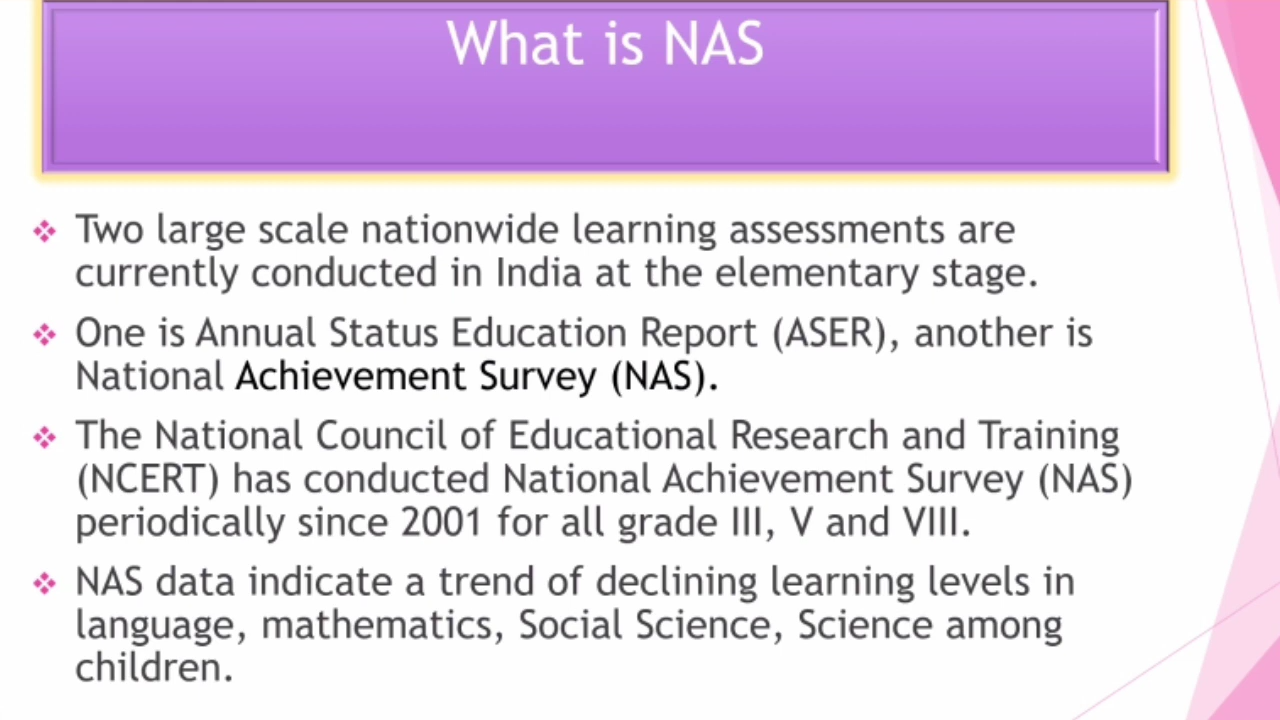 What is NAS
Two large scale nationwide learning assessments are
currently conducted in India at the elementary stage.
One is Annual Status Education Report (ASER), another is
National Achievement Survey (NAS).
The National Council of Educational Research and Training
(NCERT) has conducted National Achievement Survey (NAS)
periodically since 2001 for all grade III, V and VIII.
NAS data indicate a trend of declining learning levels in
language, mathematics, Social Science, Science among
children.